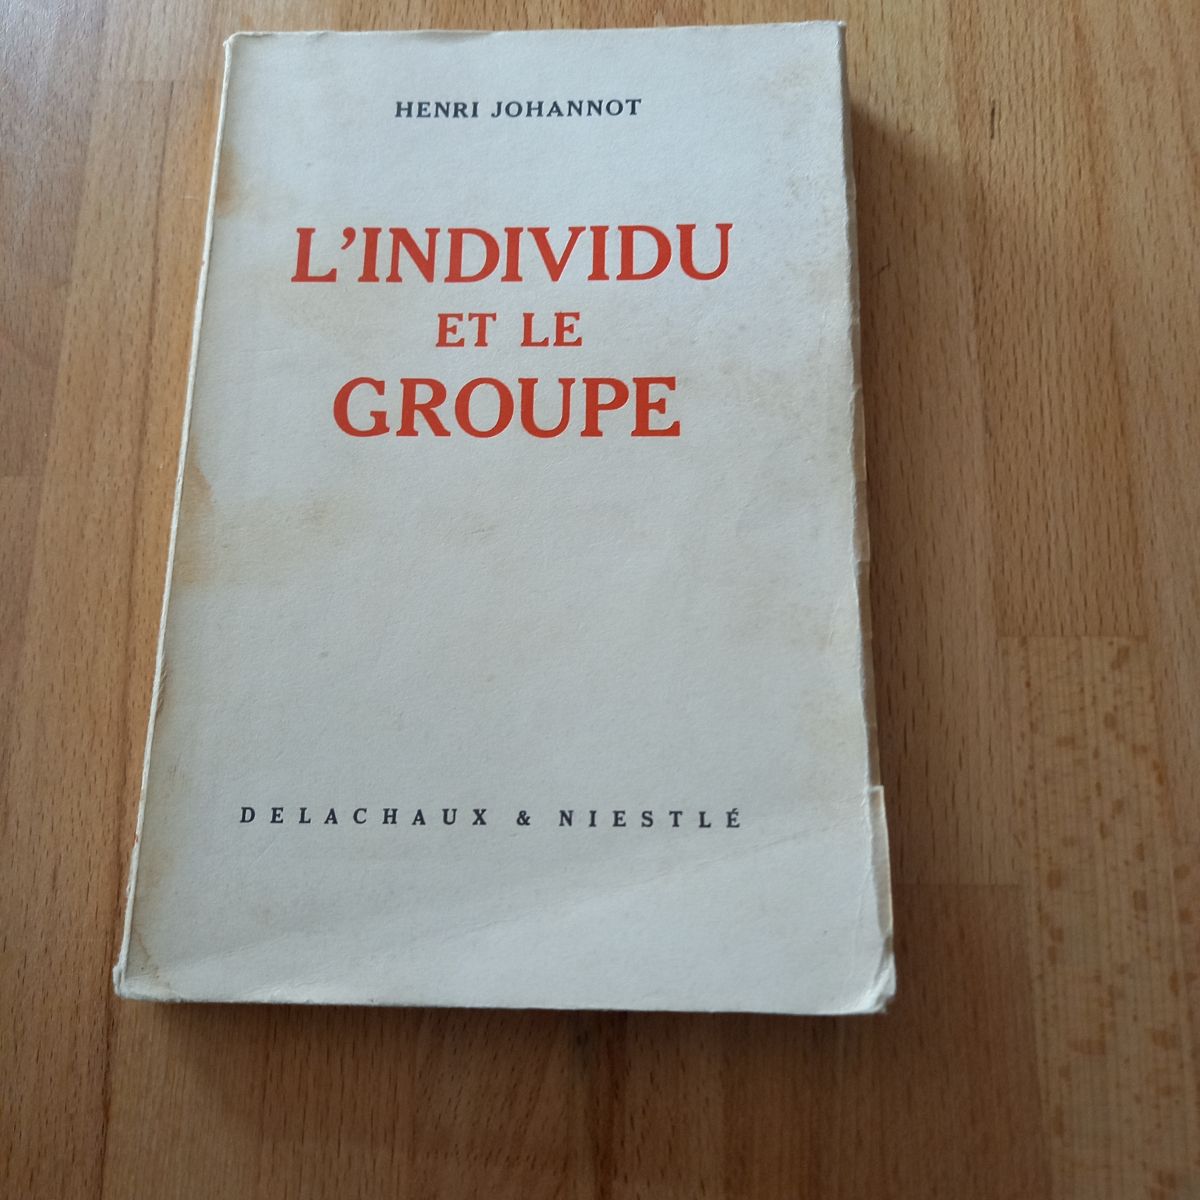 HENRI JOHANNOT
L'INDIVIDU
ET LE
GROUPE
DELACHAUX & NIESTLÉ